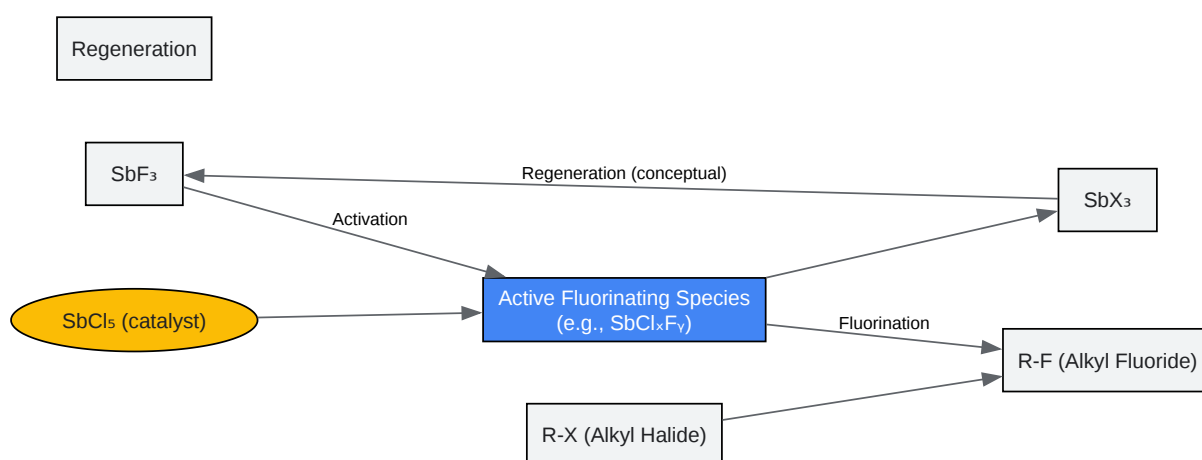 Regeneration
SbF₃
Regeneration (conceptual)
SbX₃
Activation
Active Fluorinating Species
(e.g., SbClₓFᵧ)
SbCl₅ (catalyst)
Fluorination
R-F (Alkyl Fluoride)
R-X (Alkyl Halide)